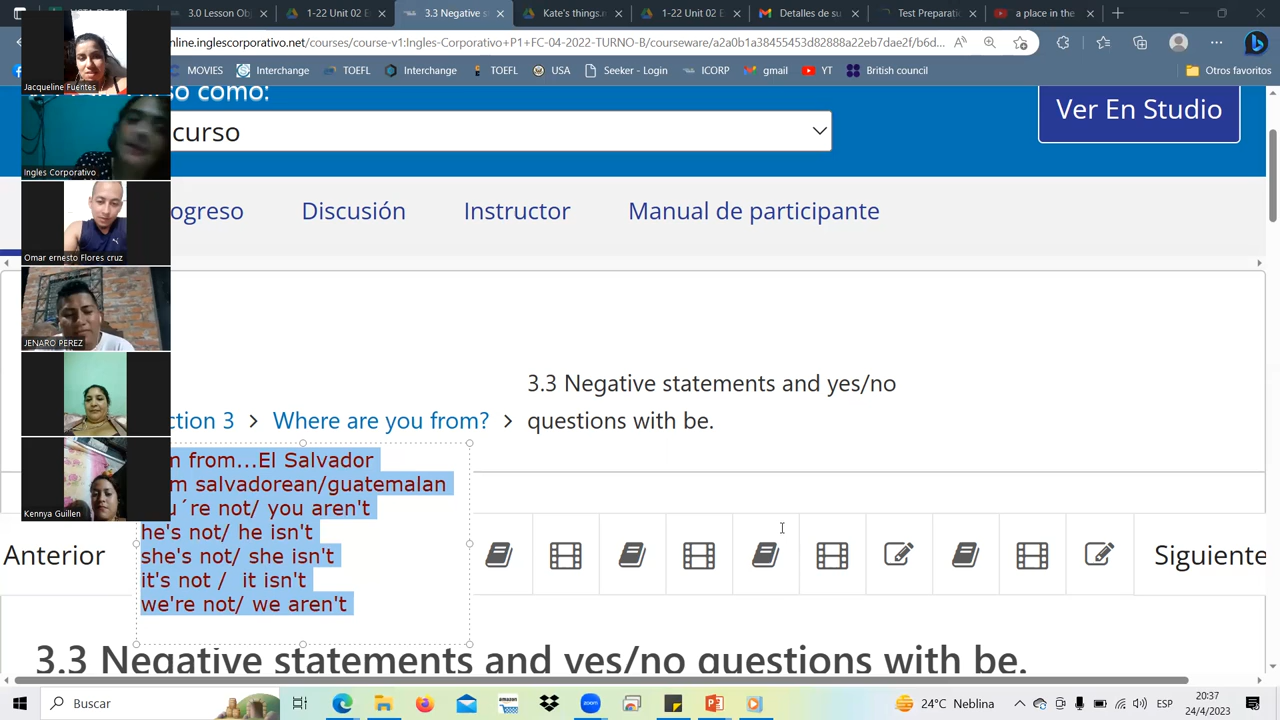 3.0 Lesson Obj
1-22 U02 E
3.3 Negative s
Kate's things.
1-22 Unit 02
Detalles de su
Test Preparati
a place in the
nline.inglescorporativo.net/courses/course-v1:Ingles-Corporativo+P1+FC-04-2022-TURNO-B/courseware/a2a0b1a38455453d82888a22eb7dae2f/b6d...
MOVIES
Interchange
TOEFL
Interchange
TOEFL
USA
Seeker - Login
ICORP
gmail
YT
British council
Otros favoritos
so como:
curso
Ver En Studio
ogreso
Discusión
Instructor
Manual de participante
ction 3 > Where are you from? > 3.3 Negative statements and yes/no
questions with be.
n from...El Salvador
m salvadorean/guatemalan
u´re not/ you aren't
he's not/ he isn't
she's not/ she isn't
it's not / it isn't
we're not/ we aren't
Anterior
Siguiente
3.3 Negative statements and yes/no questions with be.
Jacqueline Fuentes
Ingles Corporativo
Omar ernesto Flores cruz
JENARO PEREZ
Kennya Guillen
Buscar
24°C Neblina
ESP
20:37
24/4/2023